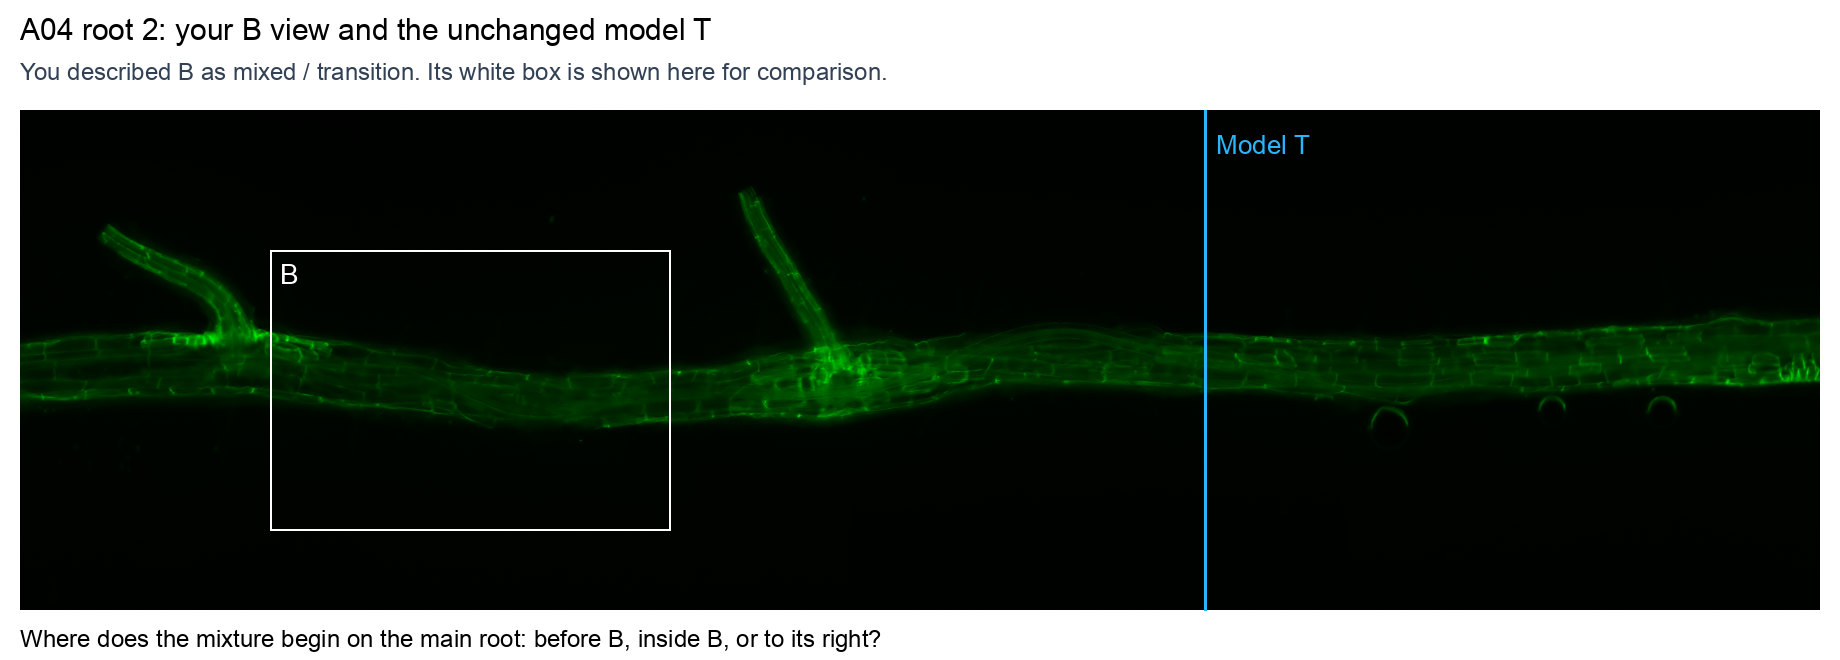 A04 root 2: your B view and the unchanged model T
You described B as mixed / transition. Its white box is shown here for comparison.
Model T
B
Where does the mixture begin on the main root: before B, inside B, or to its right?